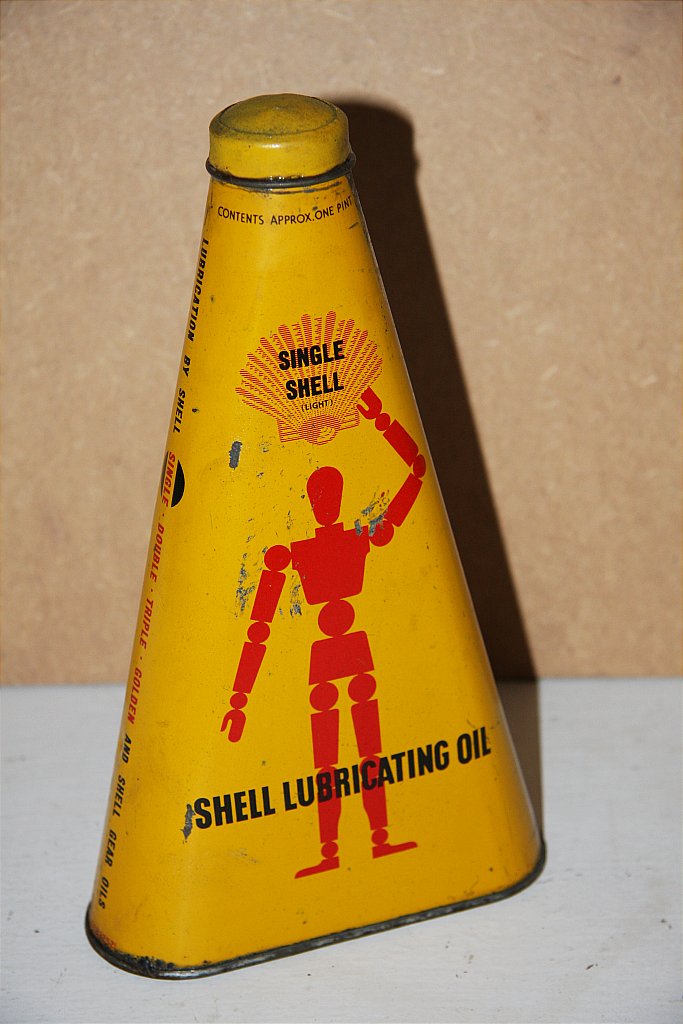 CONTENTS APPROX. ONE PINT
SINGLE
SHELL
(LIGHT)
SHELL LUBRICATING OIL
LUBRICATION BY SHELL
SINGLE · DOUBLE · TRIPLE · GOLDEN AND SHELL GEAR OILS